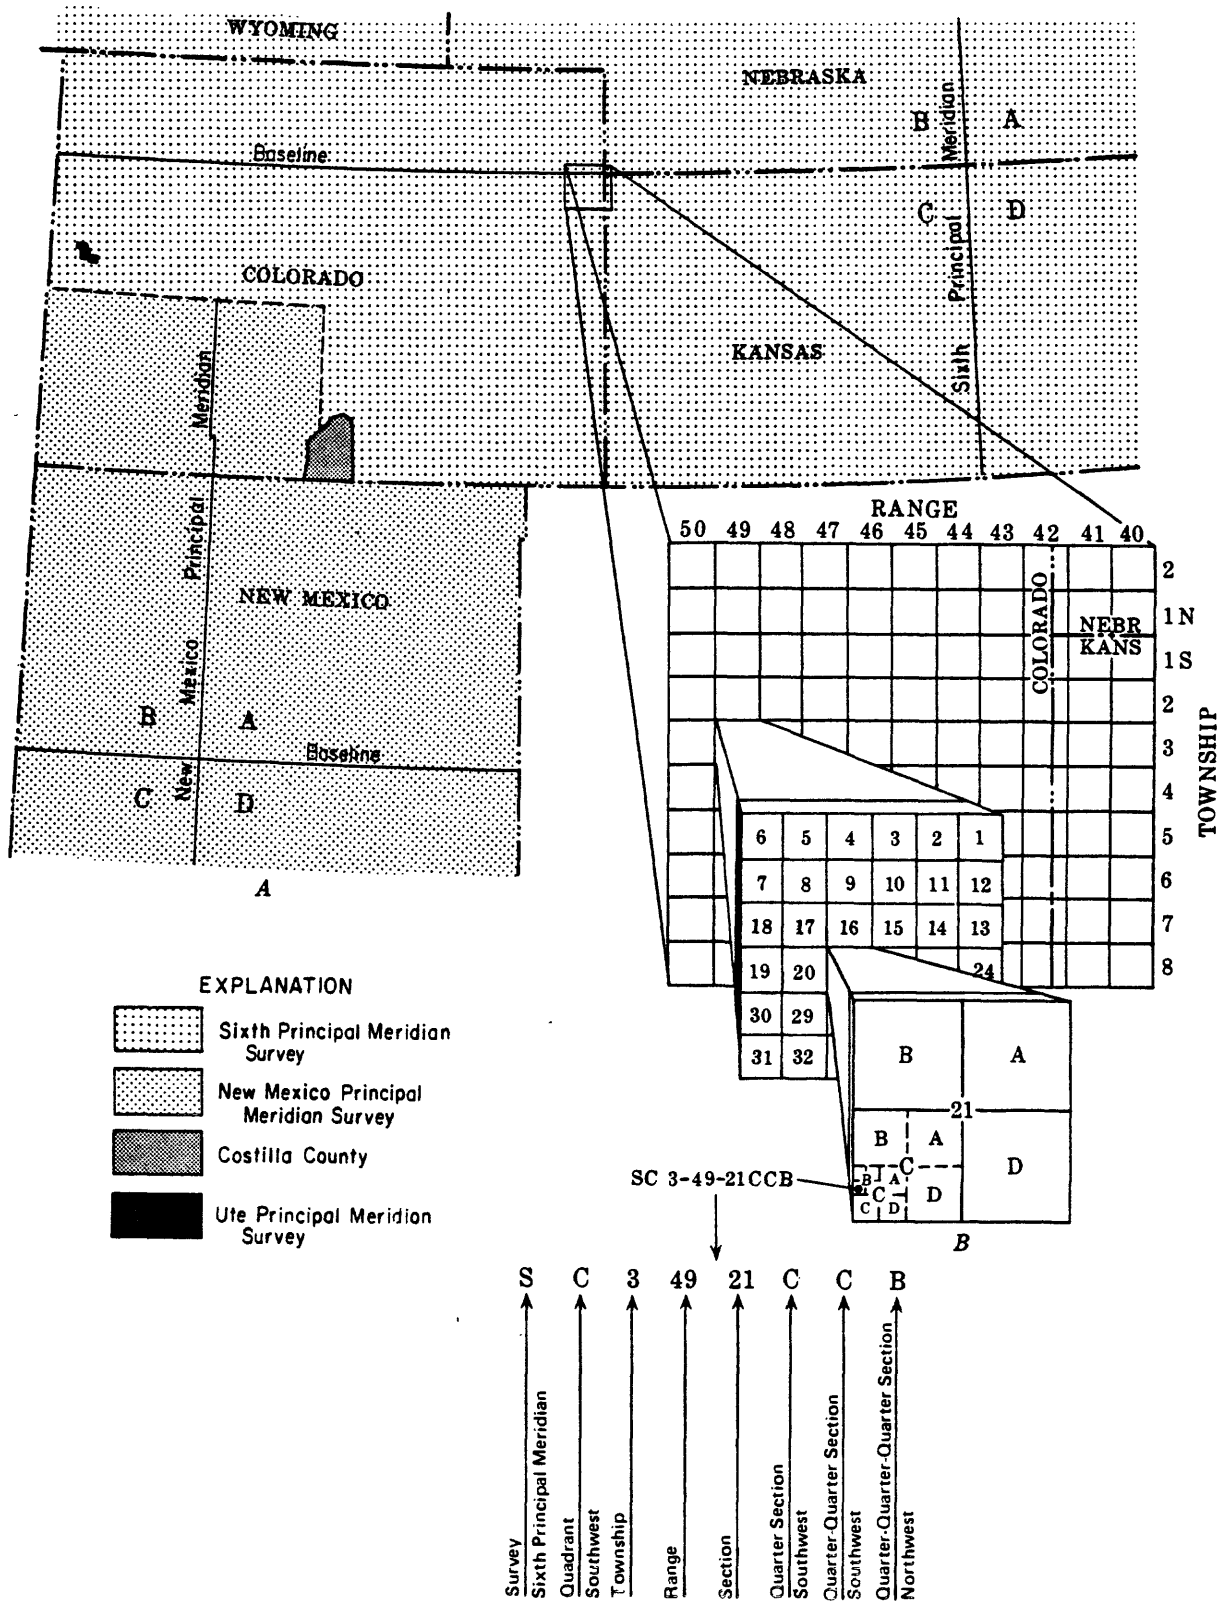 WYOMING
NEBRASKA
B
A
Meridian
Baseline
C
D
Principal
COLORADO
KANSAS
Sixth
Meridian
Principal
NEW MEXICO
Mexico
B
A
Baseline
New
C
D
A
RANGE
50 49 48 47 46 45 44 43 42 41 40
2
1 N
NEBR
KANS
1 S
COLORADO
2
3
4
5
6
7
8
TOWNSHIP
6 5 4 3 2 1
7 8 9 10 11 12
18 17 16 15 14 13
19 20 24
30 29
31 32
B A
21
B A
C
D
B A
C
C D
D
B
SC 3-49-21CCB
EXPLANATION
Sixth Principal Meridian
Survey
New Mexico Principal
Meridian Survey
Costilla County
Ute Principal Meridian
Survey
S C 3 49 21 C C B
Survey
Sixth Principal Meridian
Quadrant
Southwest
Township
Range
Section
Quarter Section
Southwest
Quarter-Quarter Section
Southwest
Quarter-Quarter-Quarter Section
Northwest